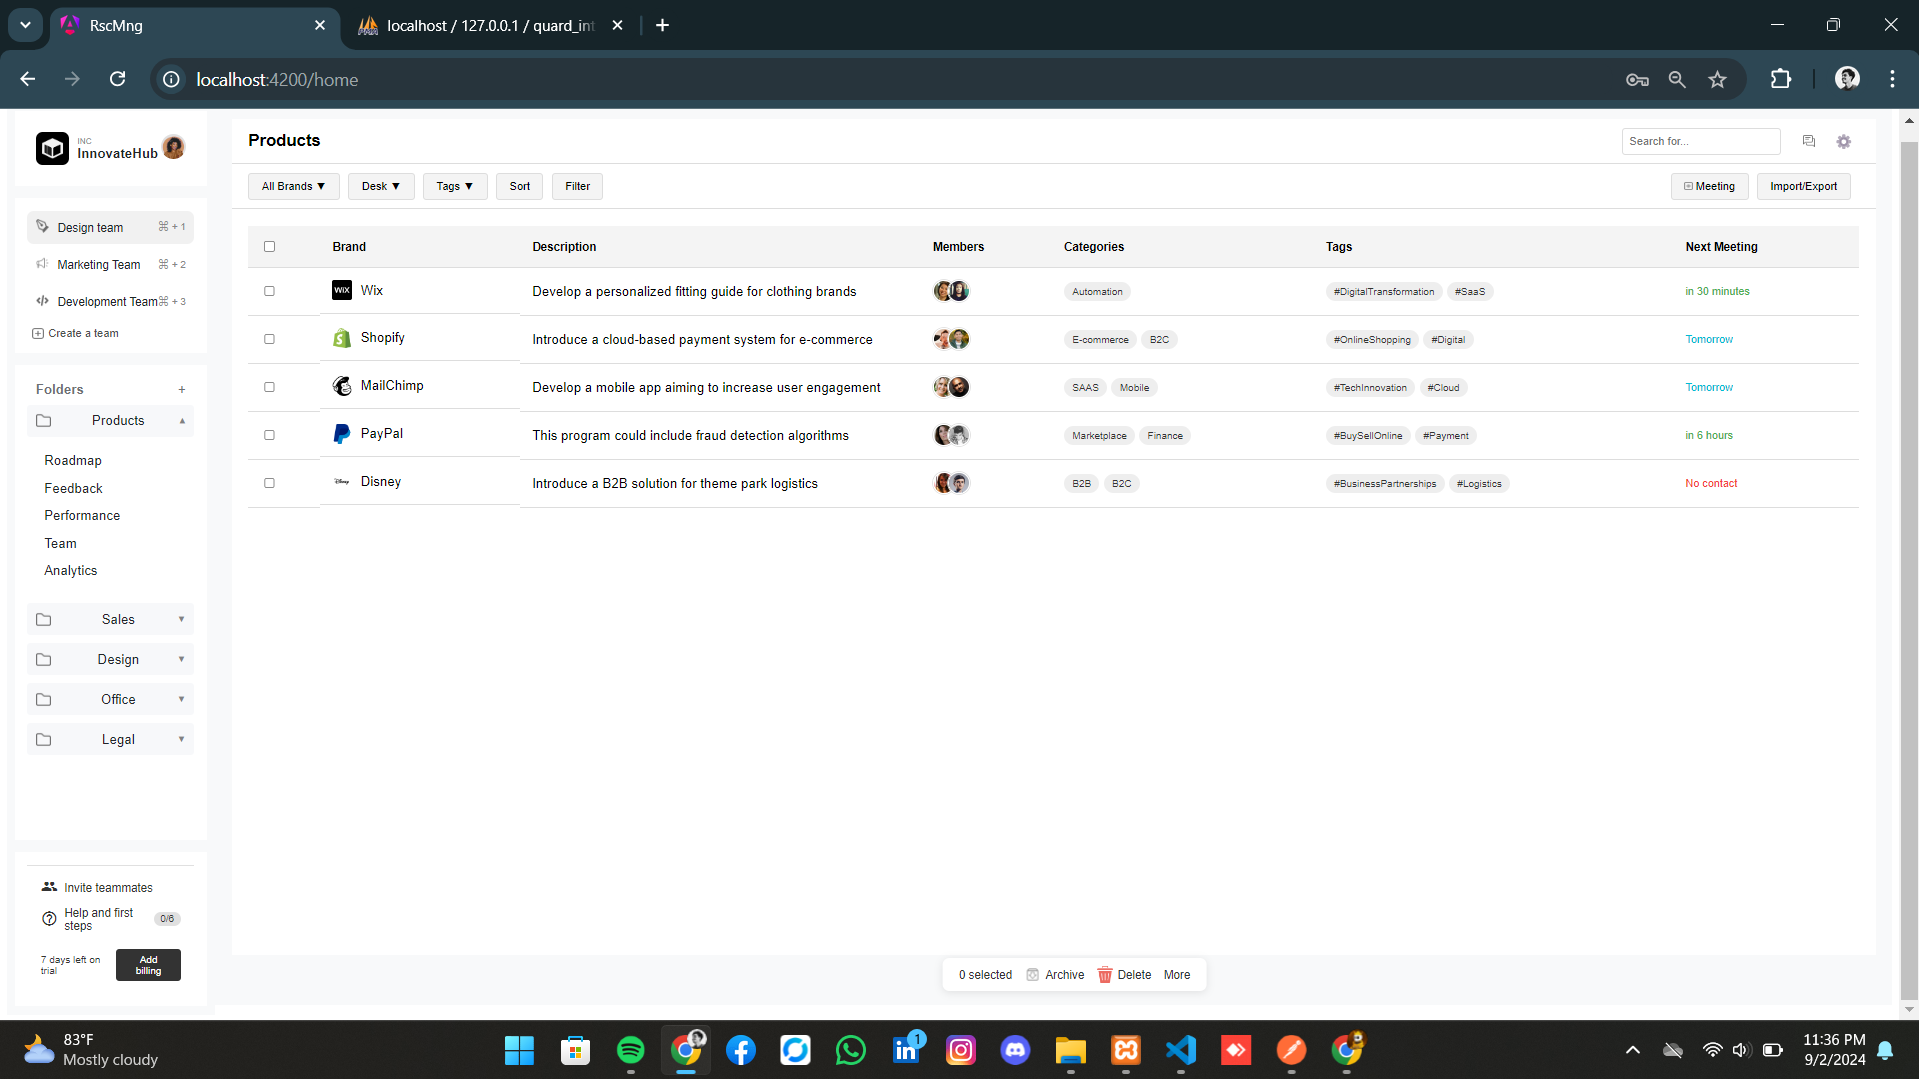 RscMng
localhost / 127.0.0.1 / quard_int
localhost:4200/home
INC
InnovateHub
Design team ⌘ + 1
Marketing Team ⌘ + 2
Development Team ⌘ + 3
Create a team
Folders +
Products
Roadmap
Feedback
Performance
Team
Analytics
Sales
Design
Office
Legal
Invite teammates
Help and first steps 0/6
7 days left on trial
Add billing
Products
Search for...
All Brands ▼ Desk ▼ Tags ▼ Sort Filter
Meeting Import/Export
Brand Description Members Categories Tags Next Meeting
WIX Wix Develop a personalized fitting guide for clothing brands Automation #DigitalTransformation #SaaS in 30 minutes
Shopify Introduce a cloud-based payment system for e-commerce E-commerce B2C #OnlineShopping #Digital Tomorrow
MailChimp Develop a mobile app aiming to increase user engagement SAAS Mobile #TechInnovation #Cloud Tomorrow
PayPal This program could include fraud detection algorithms Marketplace Finance #BuySellOnline #Payment in 6 hours
Disney Disney Introduce a B2B solution for theme park logistics B2B B2C #BusinessPartnerships #Logistics No contact
0 selected Archive Delete More
83°F
Mostly cloudy
1
11:36 PM
9/2/2024